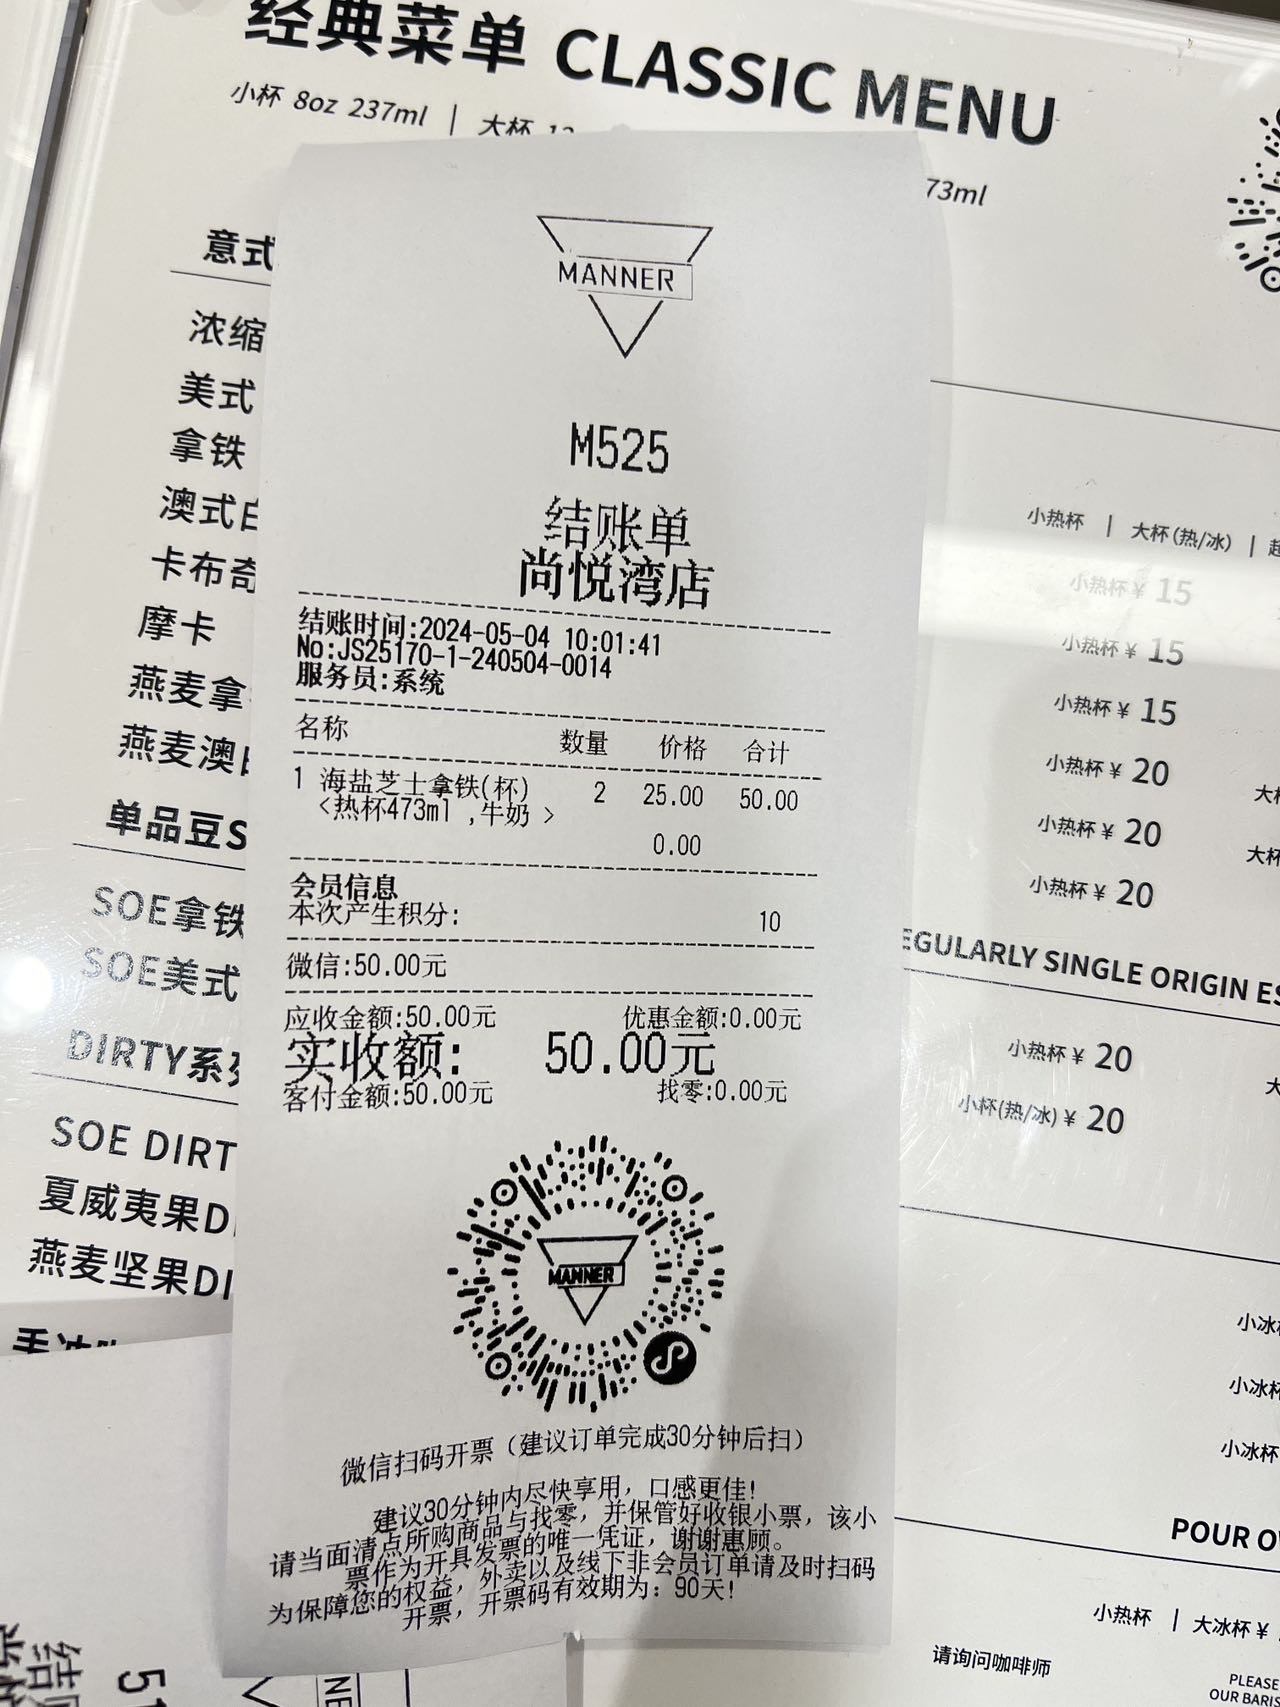 经典菜单 CLASSIC MENU
小杯 8oz 237ml | 大杯
73ml
意式
浓缩
美式
拿铁
澳式
卡布奇
摩卡
燕麦拿
燕麦澳
单品豆S
SOE拿铁
SOE美式
DIRTY系
SOE DIRT
夏威夷果D
燕麦坚果DI
MANNER
M525
结账单
尚悦湾店
结账时间:2024-05-04 10:01:41
No:JS25170-1-240504-0014
服务员:系统
名称 数量 价格 合计
1 海盐芝士拿铁(杯) 2 25.00 50.00
<热杯473ml ,牛奶 >
0.00
会员信息
本次产生积分: 10
微信:50.00元
应收金额:50.00元 优惠金额:0.00元
实收额: 50.00元
客付金额:50.00元 找零:0.00元
MANNER
微信扫码开票（建议订单完成30分钟后扫）
建议30分钟内尽快享用，口感更佳!
请当面清点所购商品与找零，并保管好收银小票，该小
票作为开具发票的唯一凭证，谢谢惠顾。
为保障您的权益，外卖以及线下非会员订单请及时扫码
开票，开票码有效期为：90天!
小热杯 | 大杯(热/冰) |
小热杯 ¥ 15
小热杯 ¥ 15
小热杯 ¥ 15
小热杯 ¥ 20
小热杯 ¥ 20
小热杯 ¥ 20
EGULARLY SINGLE ORIGIN ES
小热杯 ¥ 20
小杯(热/冰) ¥ 20
小冰杯
小冰杯
小冰杯
POUR O
小热杯 | 大冰杯 ¥
请询问咖啡师
PLEASE
OUR BARIS